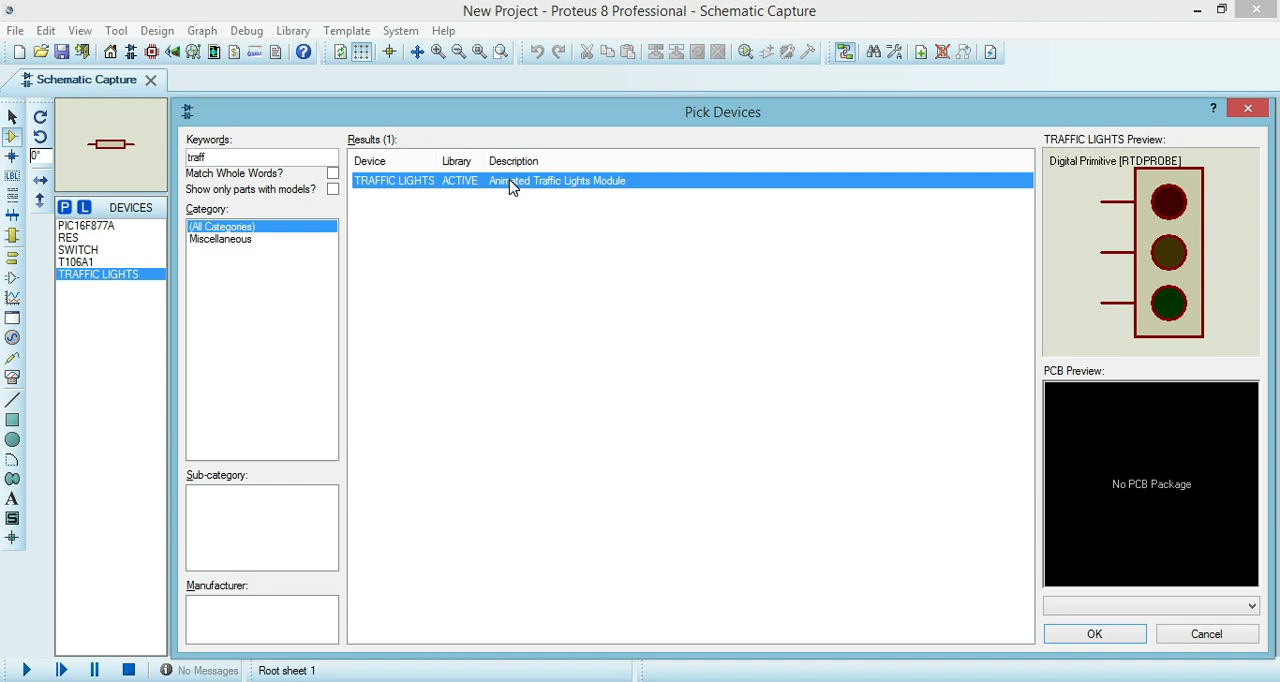 New Project - Proteus 8 Professional - Schematic Capture
File Edit View Tool Design Graph Debug Library Template System Help
Schematic Capture
Pick Devices
?
Keywords:
traff
Match Whole Words?
Show only parts with models?
Category:
(All Categories)
Miscellaneous
Sub-category:
Manufacturer:
Results (1):
Device Library Description
TRAFFIC LIGHTS ACTIVE Animated Traffic Lights Module
TRAFFIC LIGHTS Preview:
Digital Primitive [RTDPROBE]
PCB Preview:
No PCB Package
OK Cancel
0°
LBL
A
S
P L DEVICES
PIC16F877A
RES
SWITCH
T106A1
TRAFFIC LIGHTS
No Messages
Root sheet 1